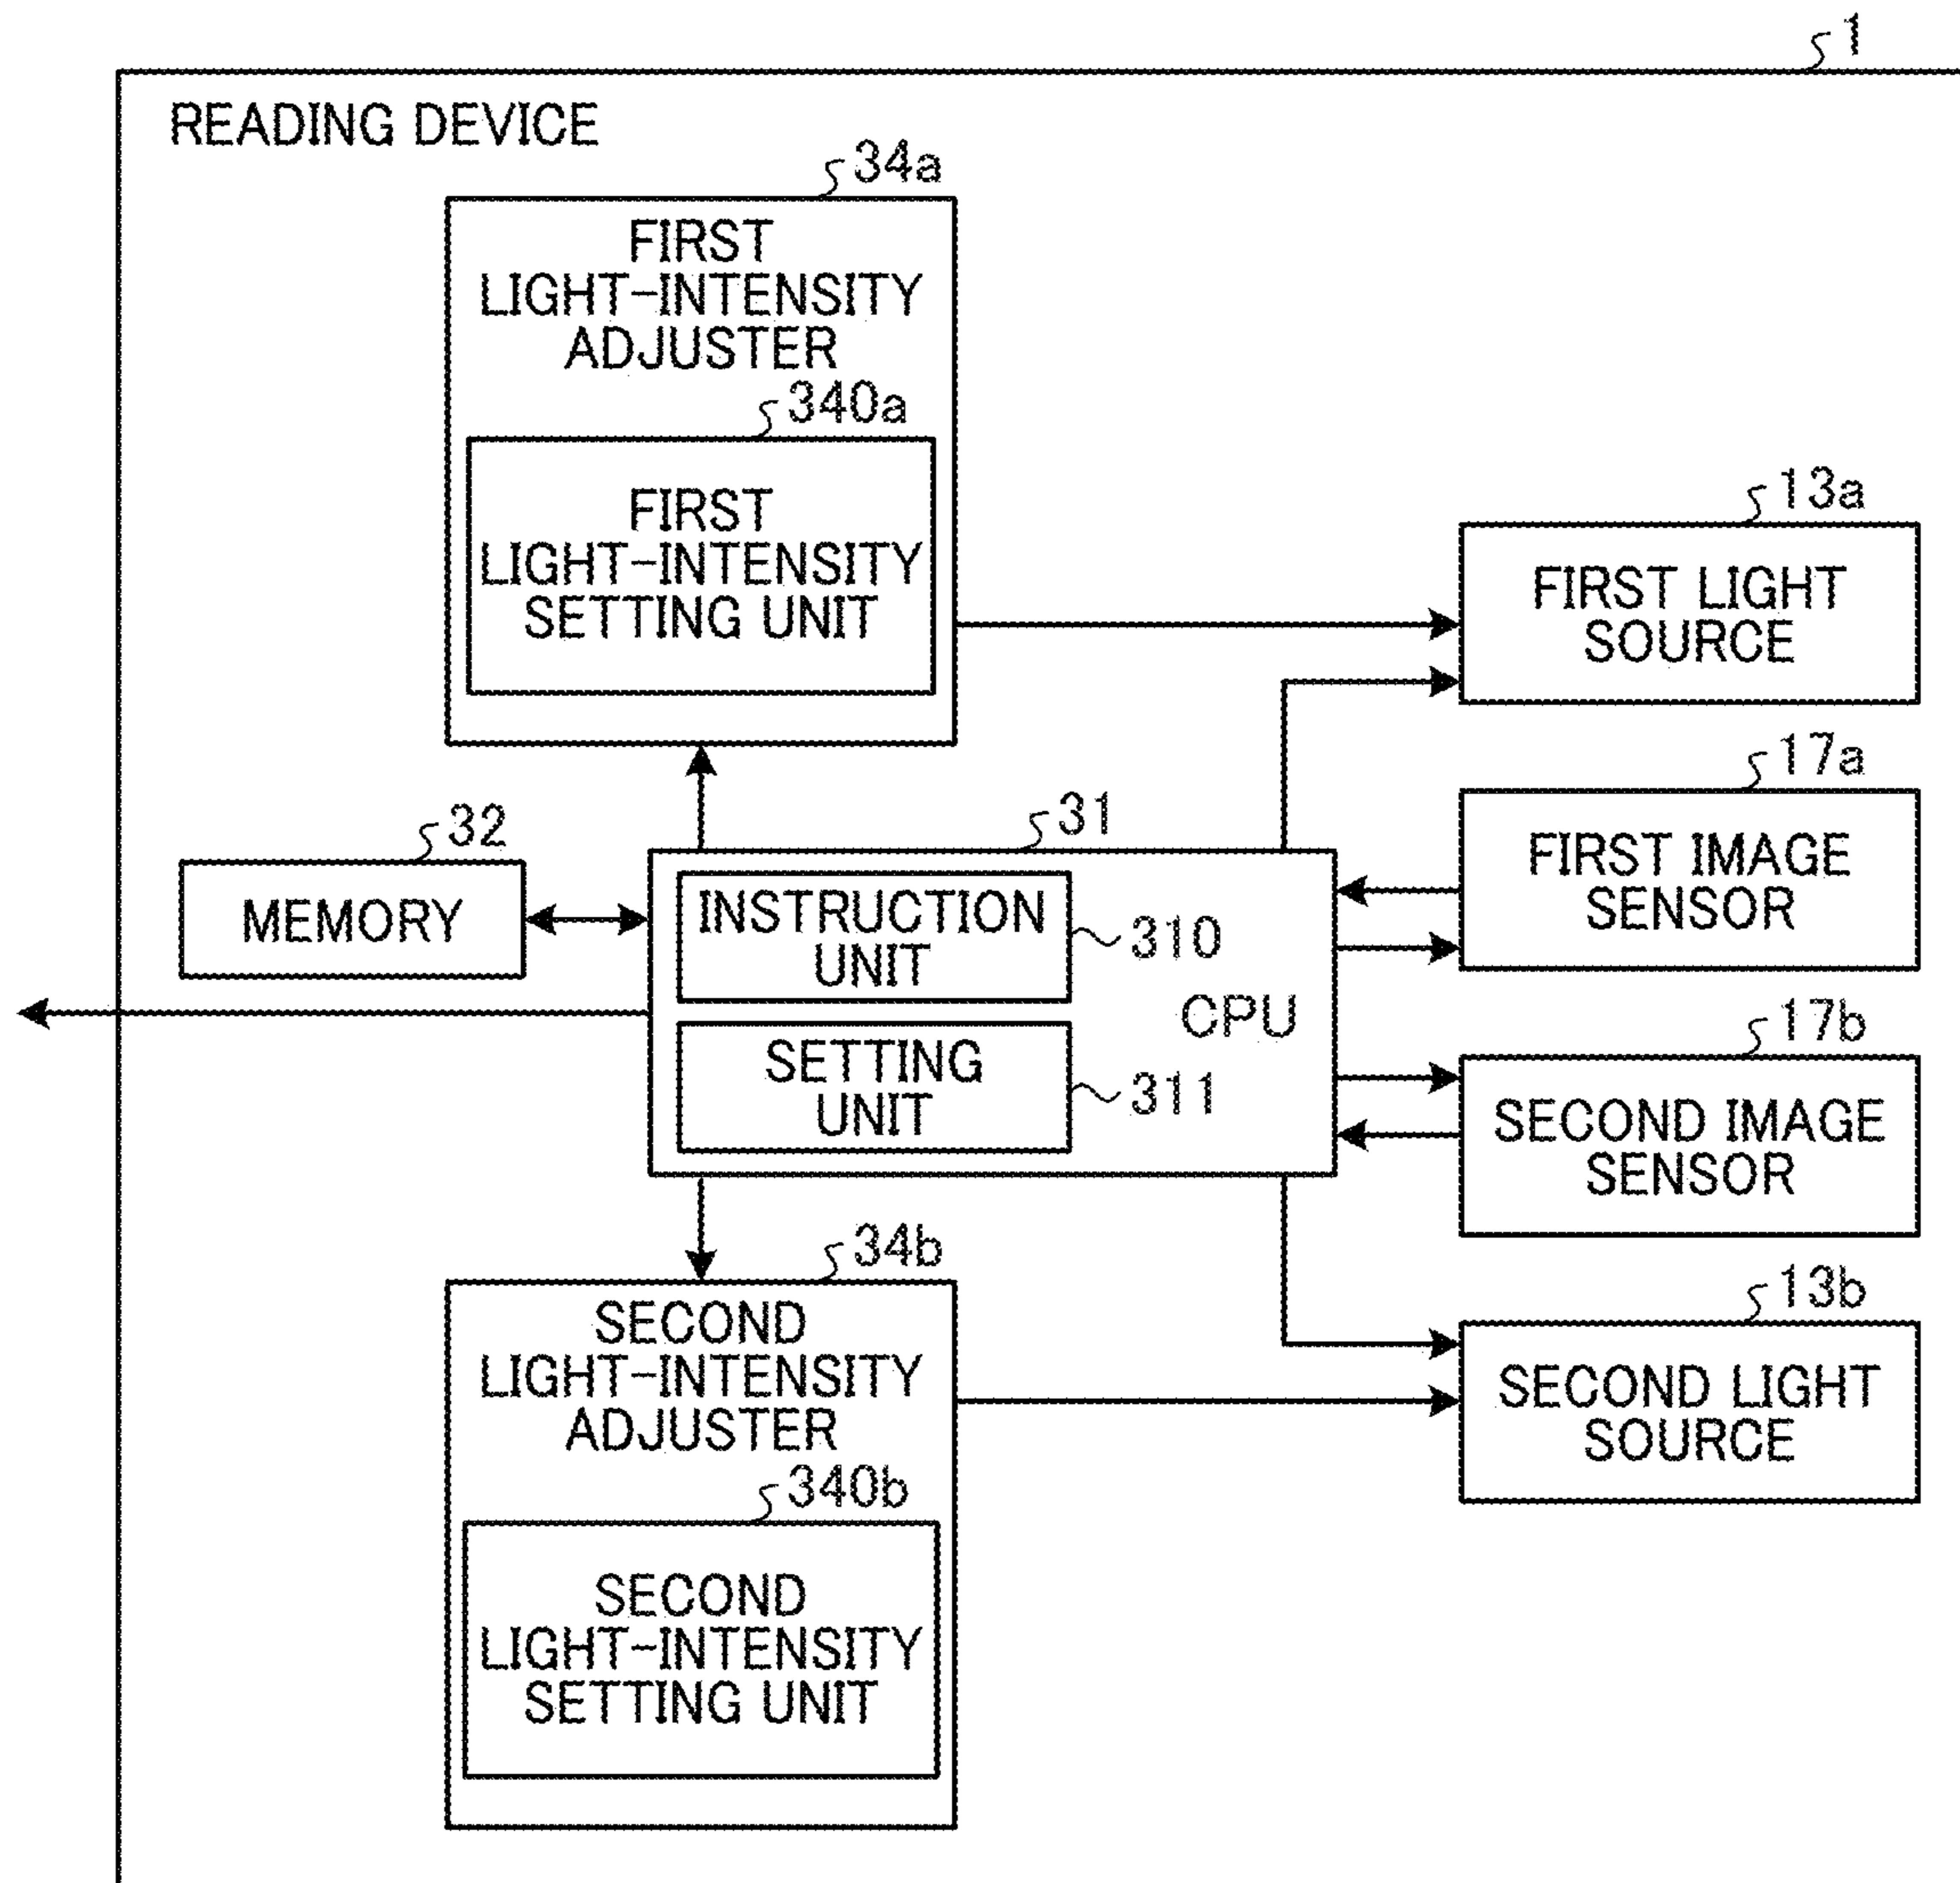 1
READING DEVICE
34a
FIRST
LIGHT-INTENSITY
ADJUSTER
340a
FIRST
LIGHT-INTENSITY
SETTING UNIT
13a
FIRST LIGHT
SOURCE
17a
FIRST IMAGE
SENSOR
32
MEMORY
31
INSTRUCTION
UNIT
310
CPU
SETTING
UNIT
311
17b
SECOND IMAGE
SENSOR
34b
SECOND
LIGHT-INTENSITY
ADJUSTER
340b
SECOND
LIGHT-INTENSITY
SETTING UNIT
13b
SECOND LIGHT
SOURCE